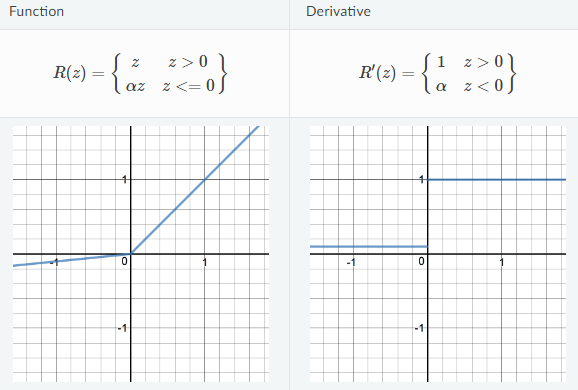 Function
Derivative
R(z) = { z z > 0
αz z <= 0 }
R′(z) = { 1 z > 0
α z < 0 }
1
-1 0 1
-1
1
-1 0 1
-1